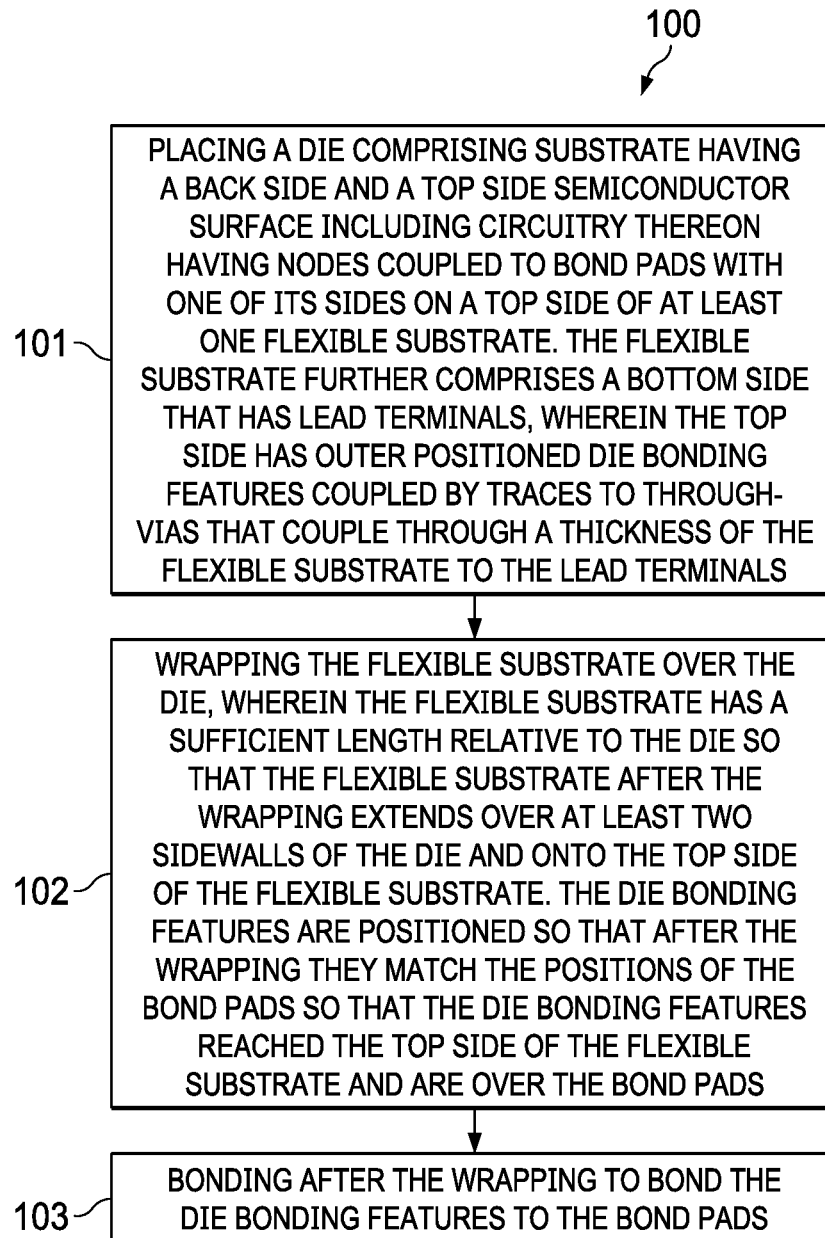 100
PLACING A DIE COMPRISING SUBSTRATE HAVING
A BACK SIDE AND A TOP SIDE SEMICONDUCTOR
SURFACE INCLUDING CIRCUITRY THEREON
HAVING NODES COUPLED TO BOND PADS WITH
ONE OF ITS SIDES ON A TOP SIDE OF AT LEAST
ONE FLEXIBLE SUBSTRATE. THE FLEXIBLE
SUBSTRATE FURTHER COMPRISES A BOTTOM SIDE
THAT HAS LEAD TERMINALS, WHEREIN THE TOP
SIDE HAS OUTER POSITIONED DIE BONDING
FEATURES COUPLED BY TRACES TO THROUGH-
VIAS THAT COUPLE THROUGH A THICKNESS OF THE
FLEXIBLE SUBSTRATE TO THE LEAD TERMINALS
101
WRAPPING THE FLEXIBLE SUBSTRATE OVER THE
DIE, WHEREIN THE FLEXIBLE SUBSTRATE HAS A
SUFFICIENT LENGTH RELATIVE TO THE DIE SO
THAT THE FLEXIBLE SUBSTRATE AFTER THE
WRAPPING EXTENDS OVER AT LEAST TWO
SIDEWALLS OF THE DIE AND ONTO THE TOP SIDE
OF THE FLEXIBLE SUBSTRATE. THE DIE BONDING
FEATURES ARE POSITIONED SO THAT AFTER THE
WRAPPING THEY MATCH THE POSITIONS OF THE
BOND PADS SO THAT THE DIE BONDING FEATURES
REACHED THE TOP SIDE OF THE FLEXIBLE
SUBSTRATE AND ARE OVER THE BOND PADS
102
BONDING AFTER THE WRAPPING TO BOND THE
DIE BONDING FEATURES TO THE BOND PADS
103